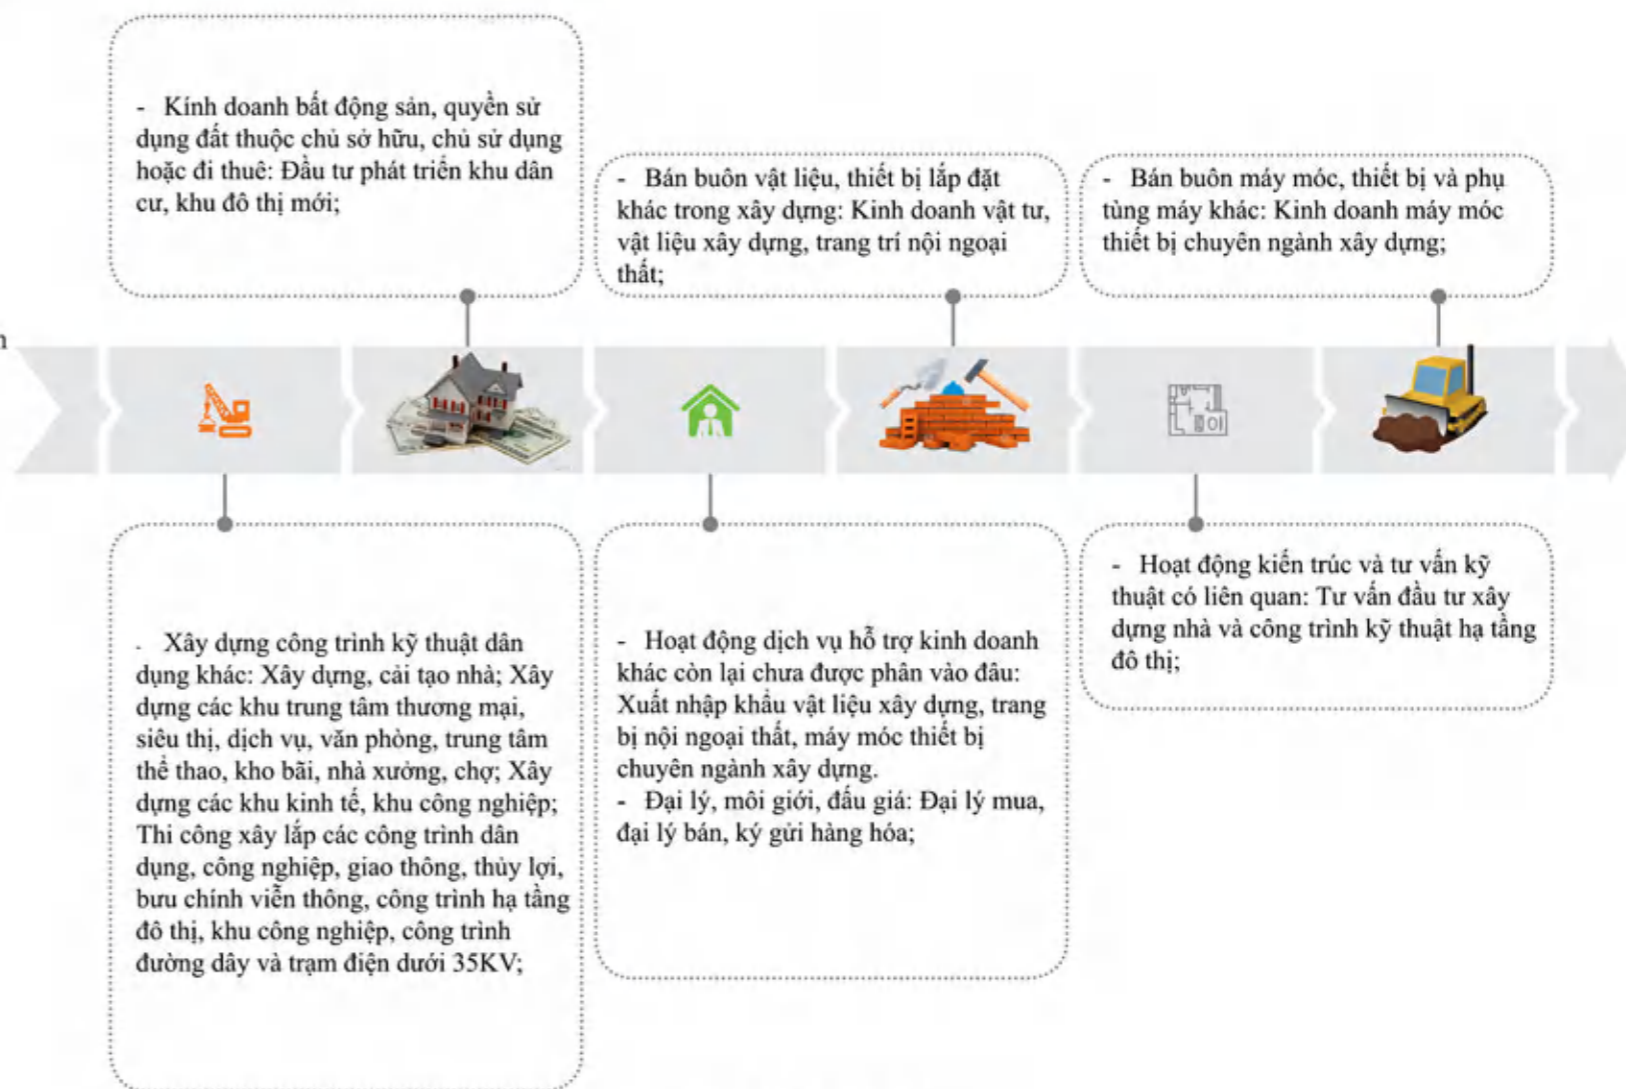 - Kính doanh bất động sản, quyền sử
dụng đất thuộc chủ sở hữu, chủ sử dụng
hoặc đi thuê: Đầu tư phát triển khu dân
cư, khu đô thị mới;
- Bán buôn vật liệu, thiết bị lắp đặt
khác trong xây dựng: Kinh doanh vật tư,
vật liệu xây dựng, trang trí nội ngoại
thất;
- Bán buôn máy móc, thiết bị và phụ
tùng máy khác: Kinh doanh máy móc
thiết bị chuyên ngành xây dựng;
- Xây dựng công trình kỹ thuật dân
dụng khác: Xây dựng, cải tạo nhà; Xây
dựng các khu trung tâm thương mại,
siêu thị, dịch vụ, văn phòng, trung tâm
thể thao, kho bãi, nhà xưởng, chợ; Xây
dựng các khu kinh tế, khu công nghiệp;
Thi công xây lắp các công trình dân
dụng, công nghiệp, giao thông, thủy lợi,
bưu chính viễn thông, công trình hạ tầng
đô thị, khu công nghiệp, công trình
đường dây và trạm điện dưới 35KV;
- Hoạt động dịch vụ hỗ trợ kinh doanh
khác còn lại chưa được phân vào đâu:
Xuất nhập khẩu vật liệu xây dựng, trang
bị nội ngoại thất, máy móc thiết bị
chuyên ngành xây dựng.
- Đại lý, môi giới, đấu giá: Đại lý mua,
đại lý bán, ký gửi hàng hóa;
- Hoạt động kiến trúc và tư vấn kỹ
thuật có liên quan: Tư vấn đầu tư xây
dựng nhà và công trình kỹ thuật hạ tầng
đô thị;